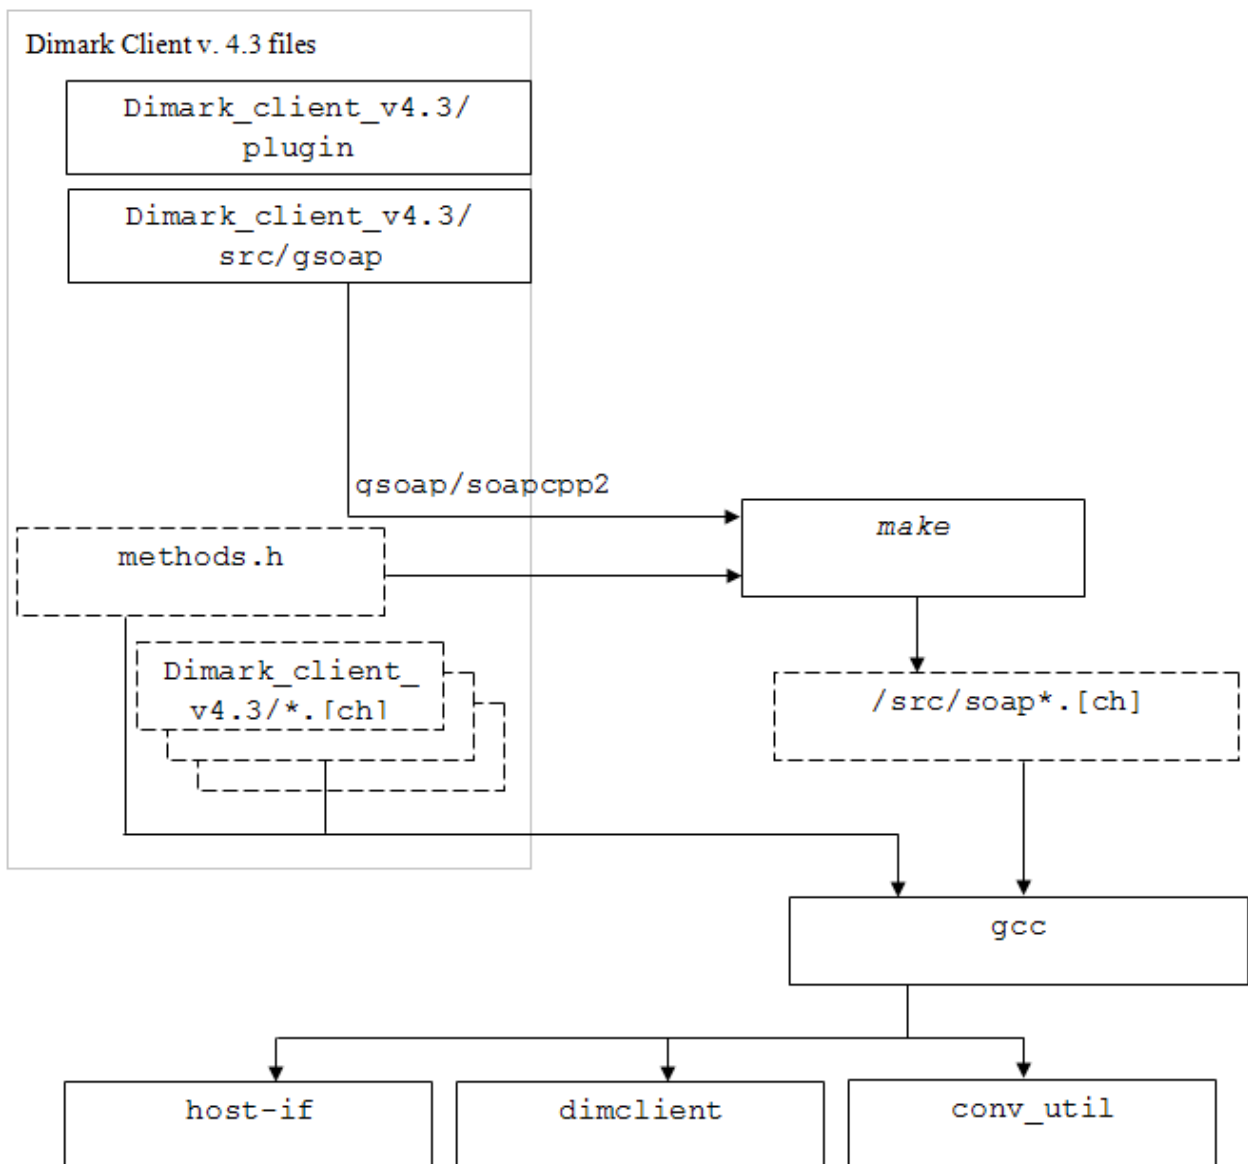 Dimark Client v. 4.3 files
Dimark_client_v4.3/
plugin
Dimark_client_v4.3/
src/gsoap
gsoap/soapcpp2
make
methods.h
Dimark_client_
v4.3/*.[ch]
/src/soap*.[ch]
gcc
host-if
dimclient
conv_util